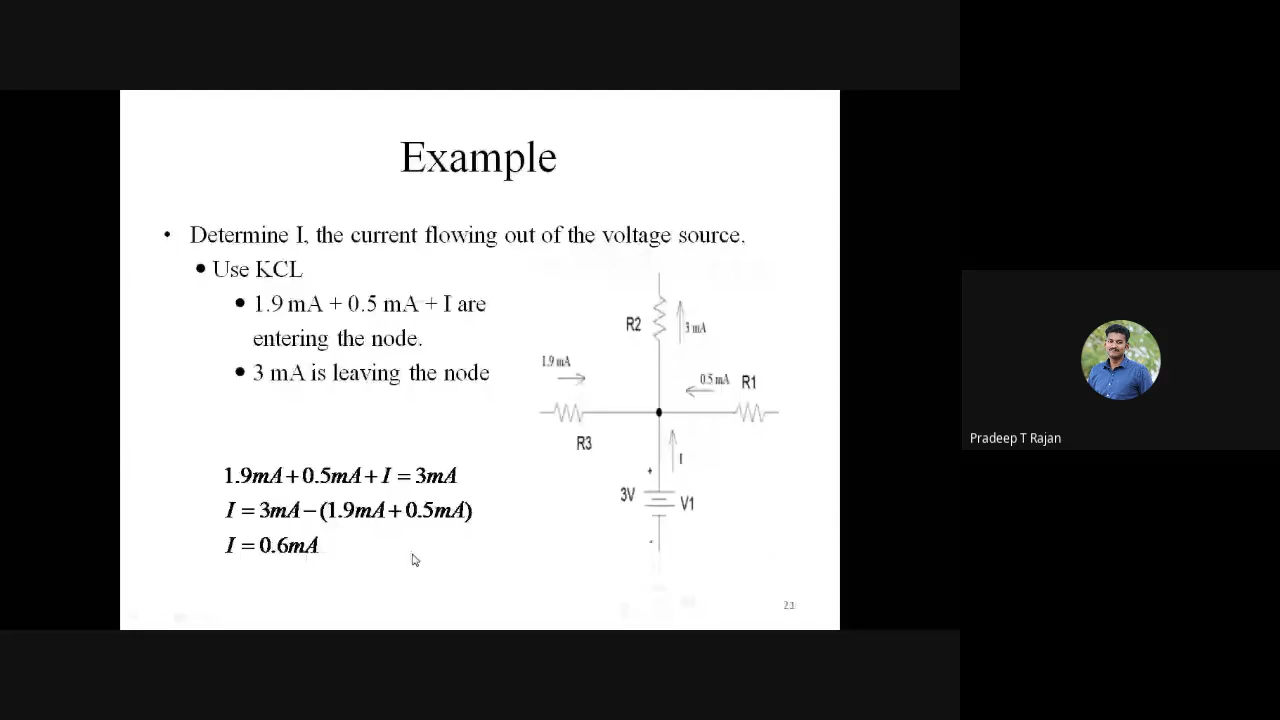 Example
• Determine I, the current flowing out of the voltage source.
• Use KCL
• 1.9 mA + 0.5 mA + I are
entering the node.
• 3 mA is leaving the node
R2
3 mA
1.9 mA
0.5 mA
R1
R3
I
+
3V
V1
-
1.9mA+0.5mA+I=3mA
I=3mA−(1.9mA+0.5mA)
I=0.6mA
Pradeep T Rajan